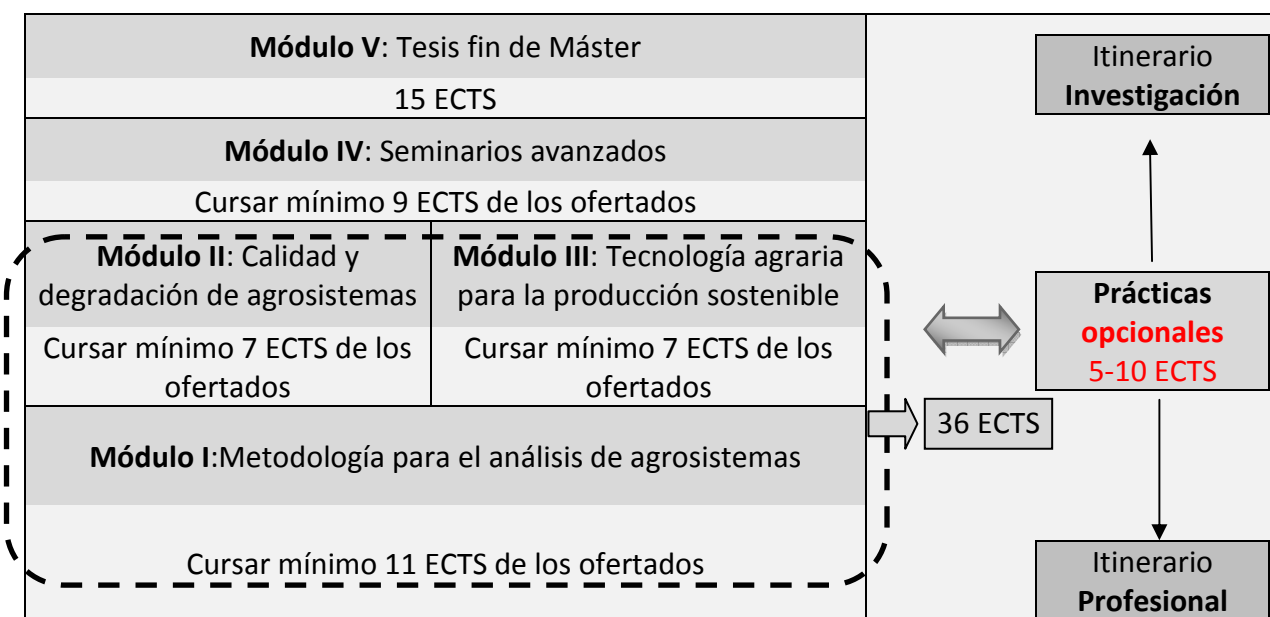 Módulo V: Tesis fin de Máster
15 ECTS
Módulo IV: Seminarios avanzados
Cursar mínimo 9 ECTS de los ofertados
Módulo II: Calidad y
degradación de agrosistemas
Cursar mínimo 7 ECTS de los
ofertados
Módulo III: Tecnología agraria
para la producción sostenible
Cursar mínimo 7 ECTS de los
ofertados
Módulo I:Metodología para el análisis de agrosistemas
Cursar mínimo 11 ECTS de los ofertados
36 ECTS
Itinerario
Investigación
Prácticas
opcionales
5-10 ECTS
Itinerario
Profesional